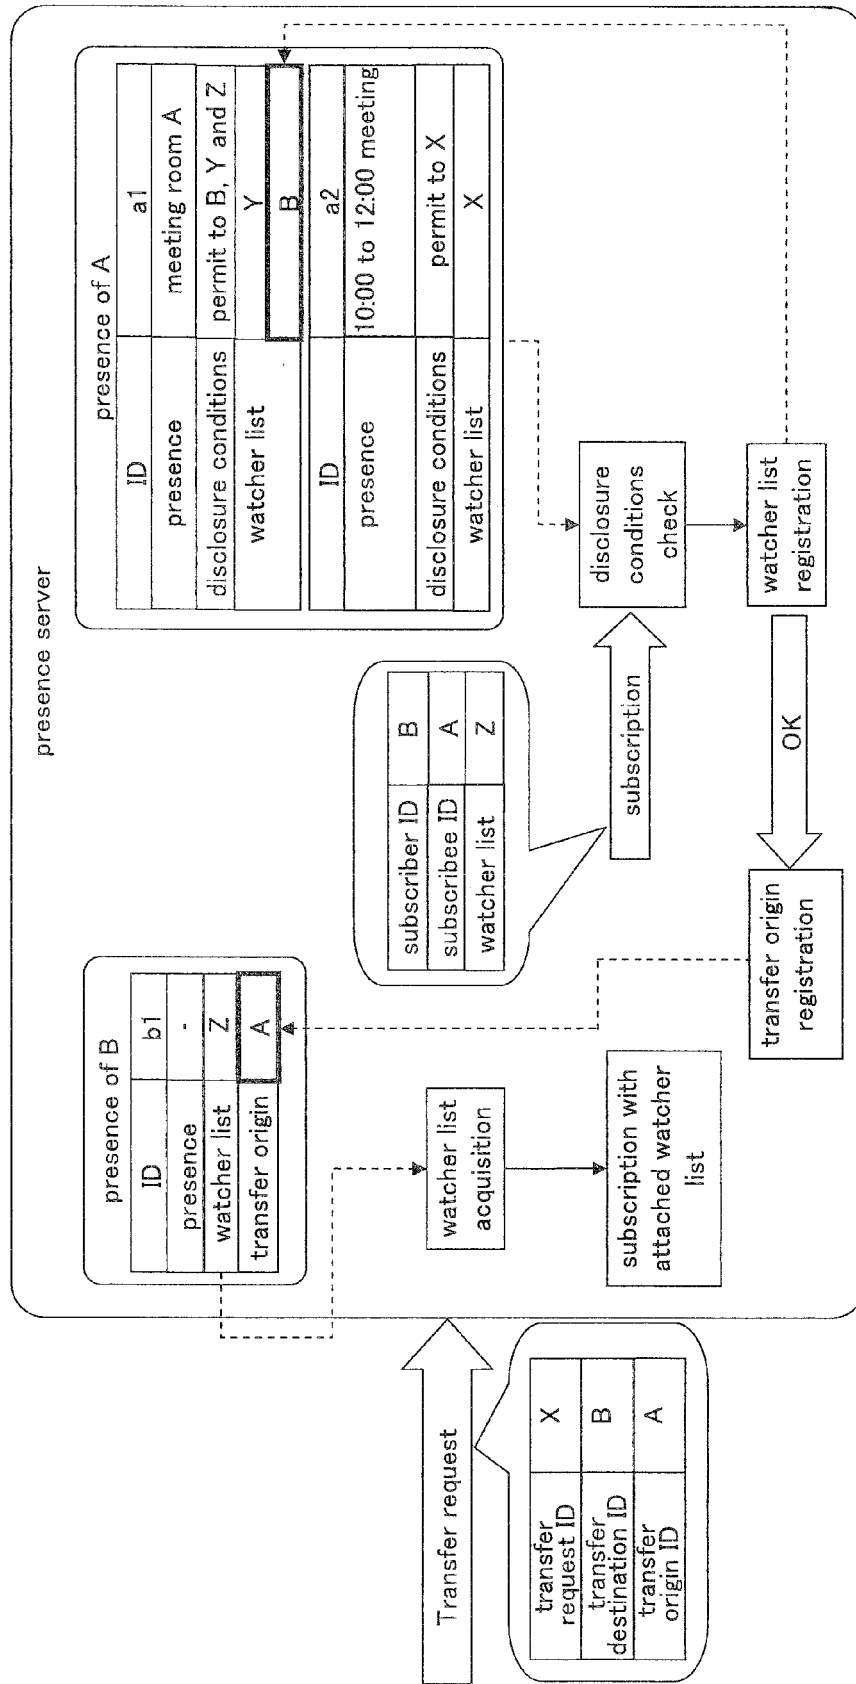 presence server
presence of A
ID a1
presence meeting room A
disclosure conditions permit to B, Y and Z
watcher list Y
B
ID a2
presence 10:00 to 12:00 meeting
disclosure conditions permit to X
watcher list X
presence of B
ID b1
presence -
watcher list Z
transfer origin A
subscriber ID B
subscribee ID A
watcher list Z
Transfer request
transfer
request ID X
transfer
destination ID B
transfer
origin ID A
watcher list
acquisition
subscription with
attached watcher
list
subscription
disclosure
conditions
check
watcher list
registration
OK
transfer origin
registration